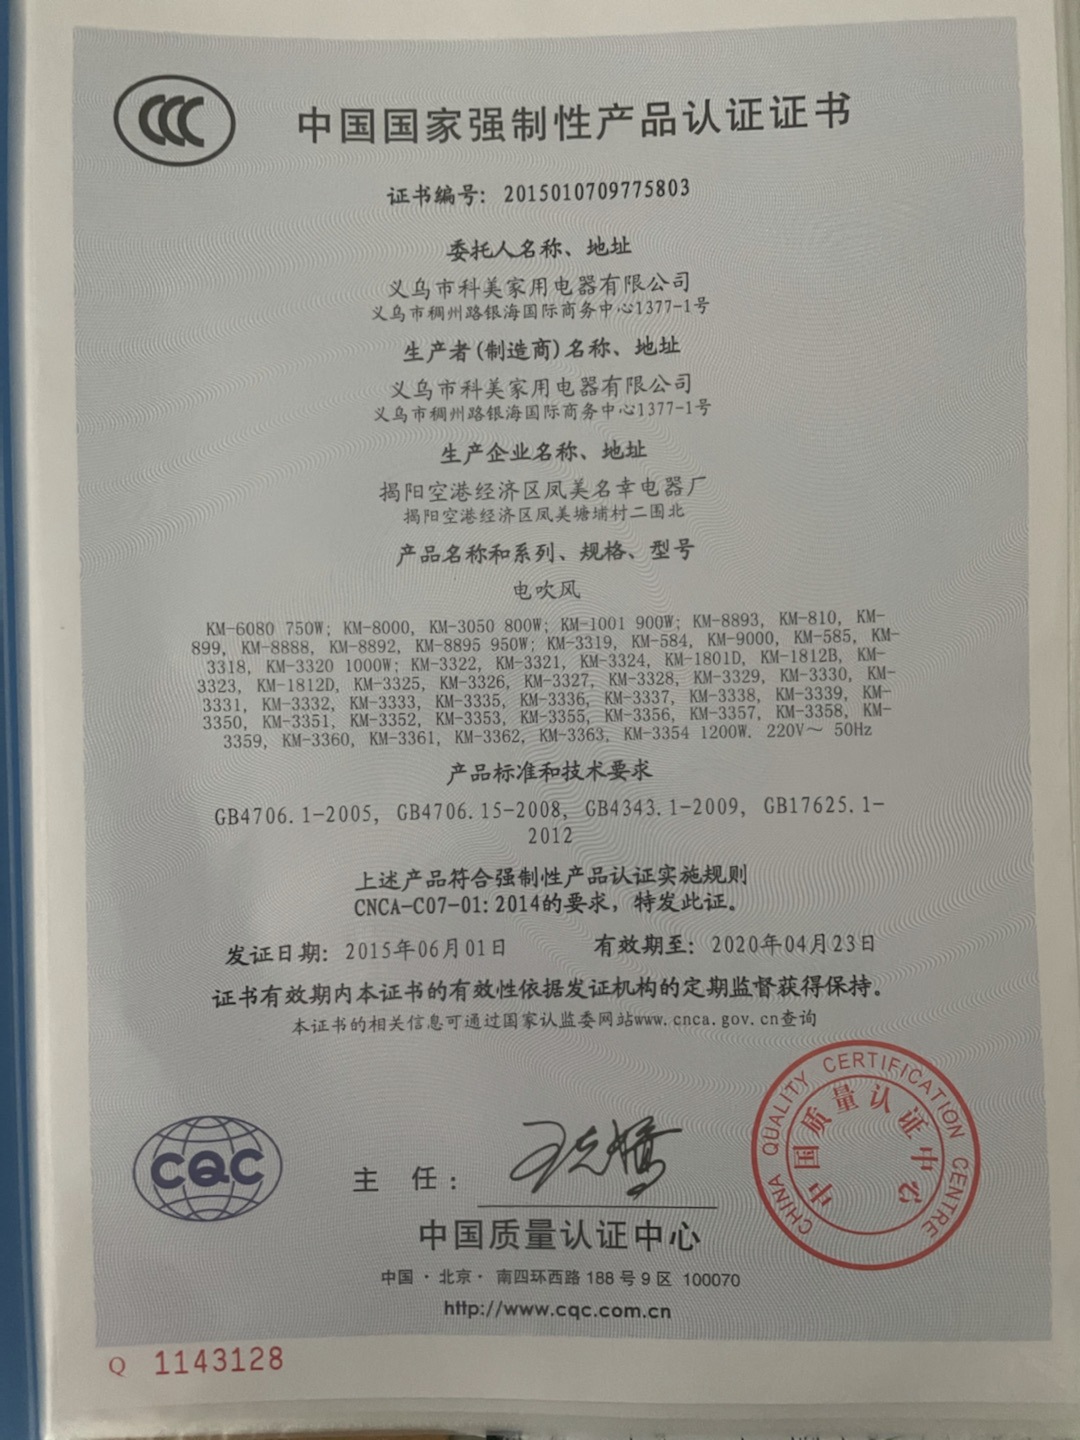 CCC
中国国家强制性产品认证证书
证书编号: 2015010709775803
委托人名称、地址
义乌市科美家用电器有限公司
义乌市稠州路银海国际商务中心1377-1号
生产者(制造商)名称、地址
义乌市科美家用电器有限公司
义乌市稠州路银海国际商务中心1377-1号
生产企业名称、地址
揭阳空港经济区凤美名幸电器厂
揭阳空港经济区凤美塘埔村二围北
产品名称和系列、规格、型号
电吹风
KM-6080 750W; KM-8000, KM-3050 800W; KM-1001 900W; KM-8893, KM-810, KM-
899, KM-8888, KM-8892, KM-8895 950W; KM-3319, KM-584, KM-9000, KM-585, KM-
3318, KM-3320 1000W; KM-3322, KM-3321, KM-3324, KM-1801D, KM-1812B, KM-
3323, KM-1812D, KM-3325, KM-3326, KM-3327, KM-3328, KM-3329, KM-3330, KM-
3331, KM-3332, KM-3333, KM-3335, KM-3336, KM-3337, KM-3338, KM-3339, KM-
3350, KM-3351, KM-3352, KM-3353, KM-3355, KM-3356, KM-3357, KM-3358, KM-
3359, KM-3360, KM-3361, KM-3362, KM-3363, KM-3354 1200W. 220V～ 50Hz
产品标准和技术要求
GB4706.1-2005, GB4706.15-2008, GB4343.1-2009, GB17625.1-
2012
上述产品符合强制性产品认证实施规则
CNCA-C07-01:2014的要求，特发此证。
发证日期: 2015年06月01日 有效期至: 2020年04月23日
证书有效期内本证书的有效性依据发证机构的定期监督获得保持。
本证书的相关信息可通过国家认监委网站www.cnca.gov.cn查询
CHINA QUALITY CERTIFICATION CENTRE
中国质量认证中心
CQC
主 任:
中国质量认证中心
中国·北京· 南四环西路 188 号 9 区 100070
http://www.cqc.com.cn
Q 1143128